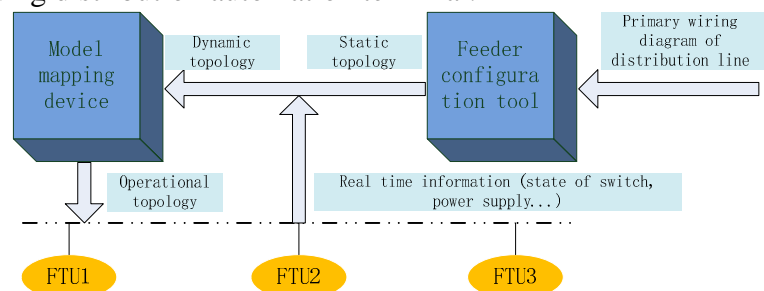 Model
mapping
device
Dynamic
topology
Static
topology
Feeder
configura
tion tool
Primary wiring
diagram of
distribution line
Operational
topology
Real time information (state of switch,
power supply...)
FTU1
FTU2
FTU3